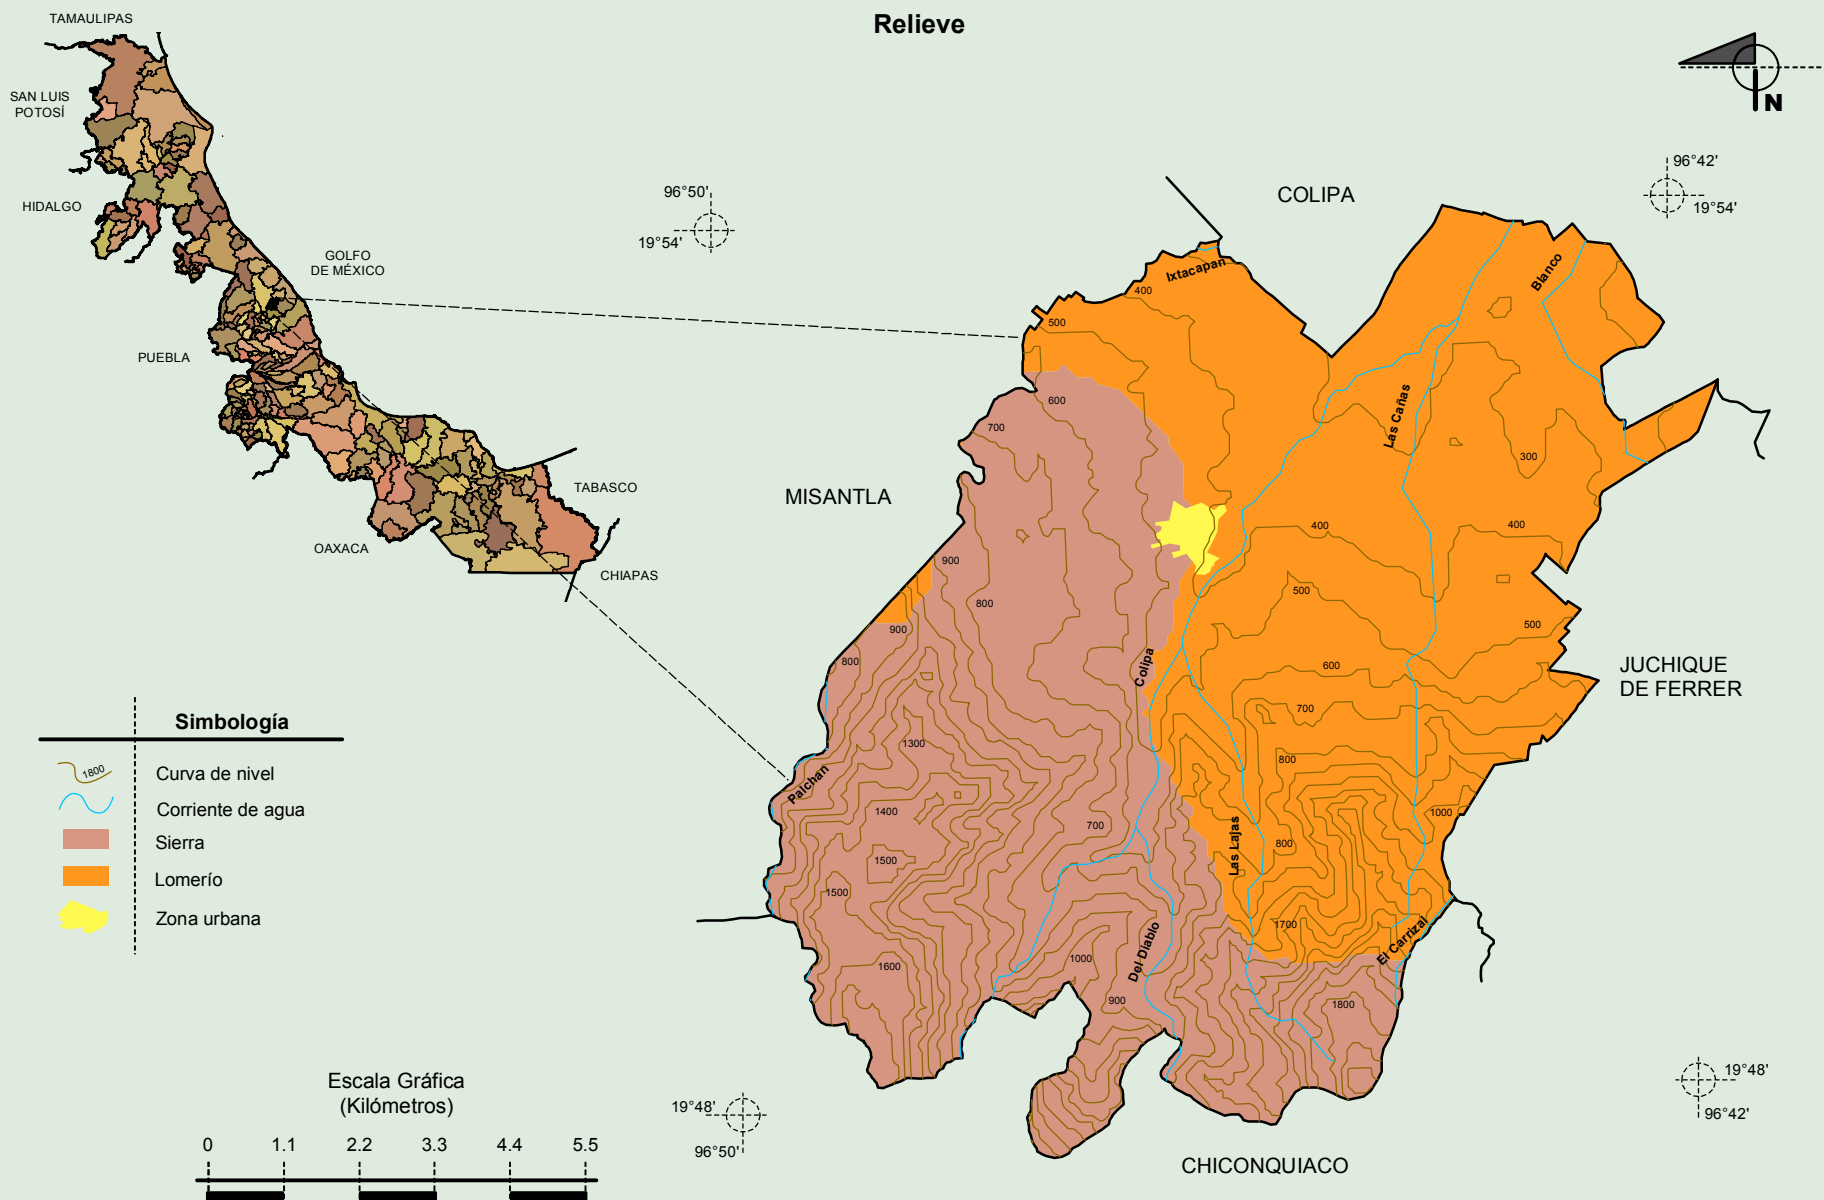 Relieve
TAMAULIPAS
SAN LUIS
POTOSÍ
HIDALGO
GOLFO
DE MÉXICO
PUEBLA
OAXACA
TABASCO
CHIAPAS
N
96°50'
19°54'
96°42'
19°54'
COLIPA
MISANTLA
JUCHIQUE
DE FERRER
CHICONQUIACO
Ixtacapan
Blanco
400
500
600
700
Las Cañas
300
400
400
900
800
500
500
900
800
Colipa
600
700
1300
800
Palchan
1400
700
1000
Las Lajas
800
1500
1500
1700
El Carrizal
Del Diablo
1000
1600
900
1800
Simbología
1800
Curva de nivel
Corriente de agua
Sierra
Lomerío
Zona urbana
Escala Gráfica
(Kilómetros)
0 1.1 2.2 3.3 4.4 5.5
19°48'
96°50'
19°48'
96°42'